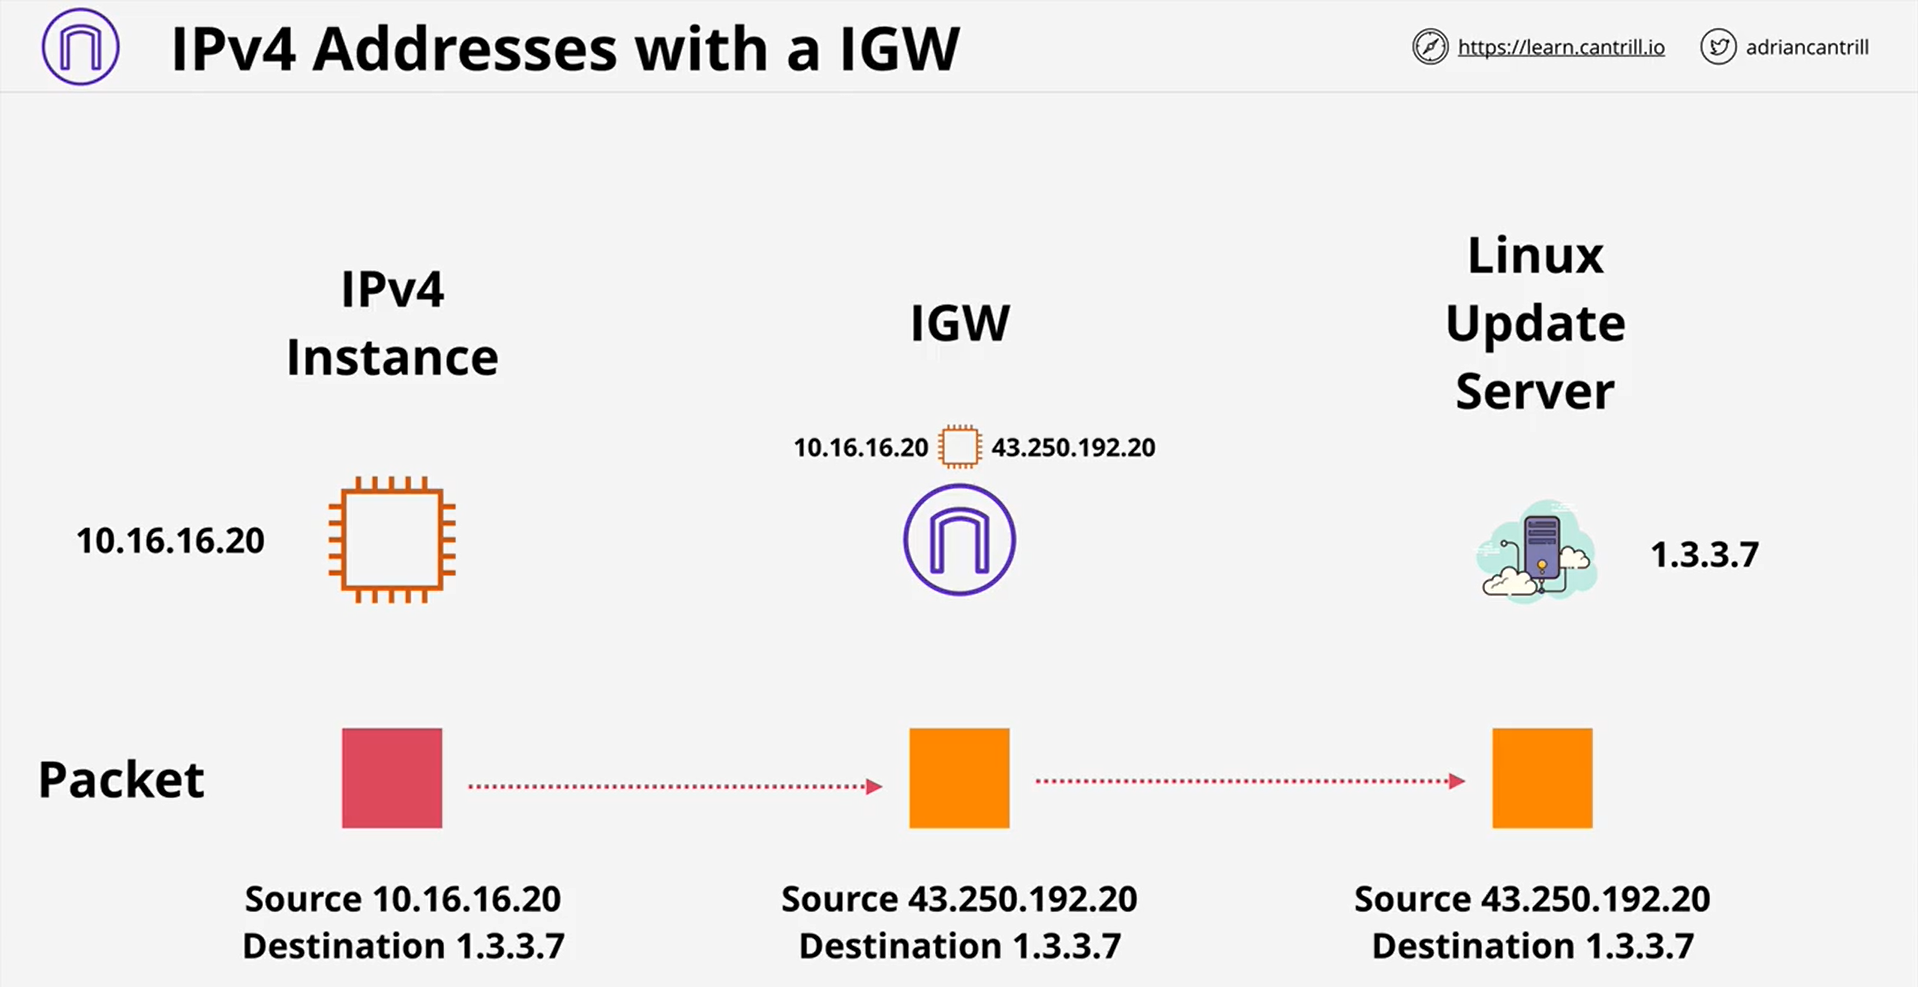 IPv4 Addresses with a IGW
https://learn.cantrill.io
adriancantrill
IPv4
Instance
IGW
Linux
Update
Server
10.16.16.20
43.250.192.20
10.16.16.20
1.3.3.7
Packet
Source 10.16.16.20
Destination 1.3.3.7
Source 43.250.192.20
Destination 1.3.3.7
Source 43.250.192.20
Destination 1.3.3.7